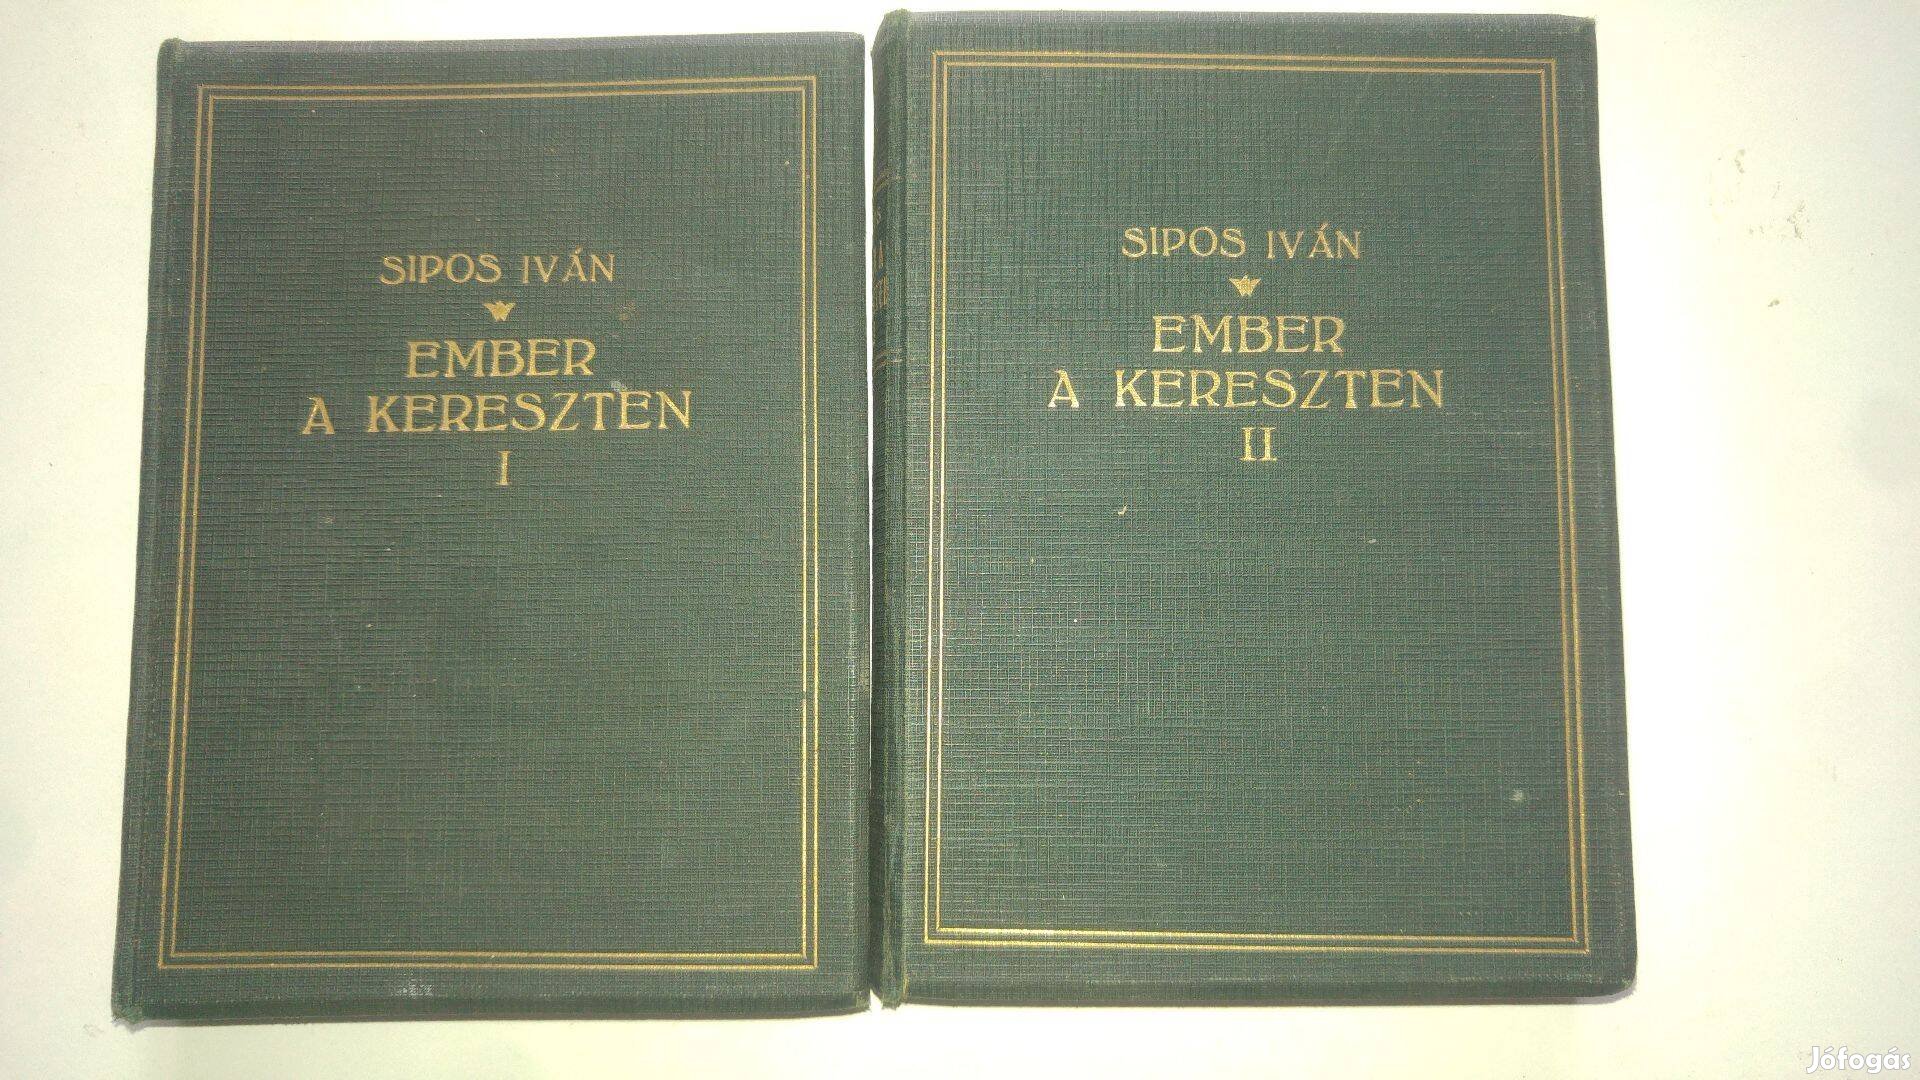 SIPOS IVÁN
EMBER
A KERESZTEN
I
SIPOS IVÁN
EMBER
A KERESZTEN
II
Jófogás